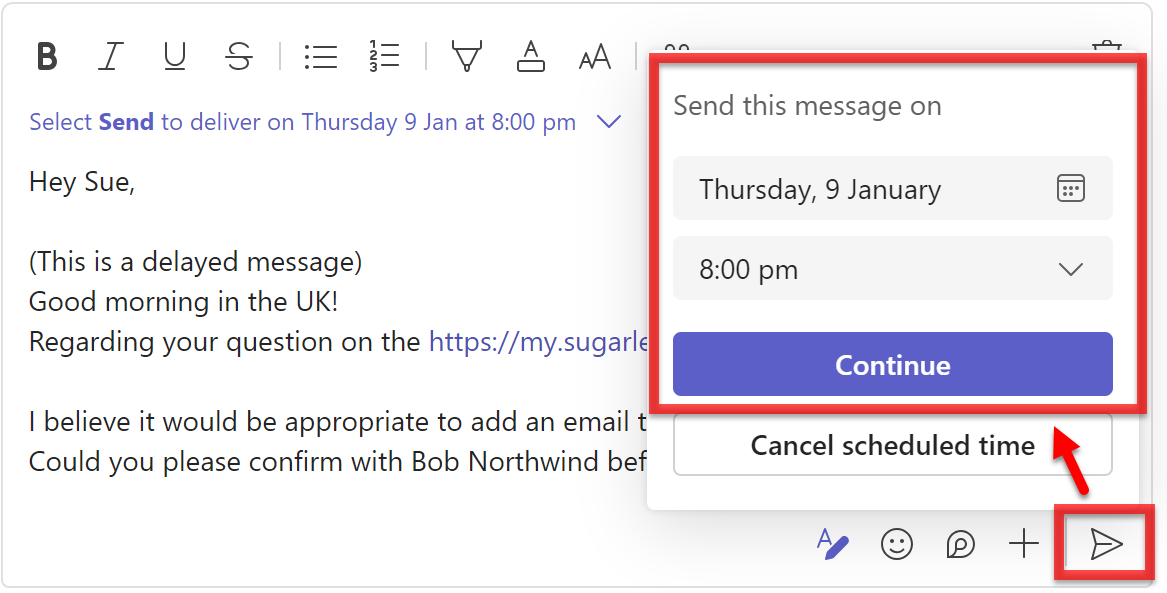 B I U S
Select Send to deliver on Thursday 9 Jan at 8:00 pm
Hey Sue,
(This is a delayed message)
Good morning in the UK!
Regarding your question on the https://my.sugarle
I believe it would be appropriate to add an email
Could you please confirm with Bob Northwind
Send this message on
Thursday, 9 January
8:00 pm
Continue
Cancel scheduled time